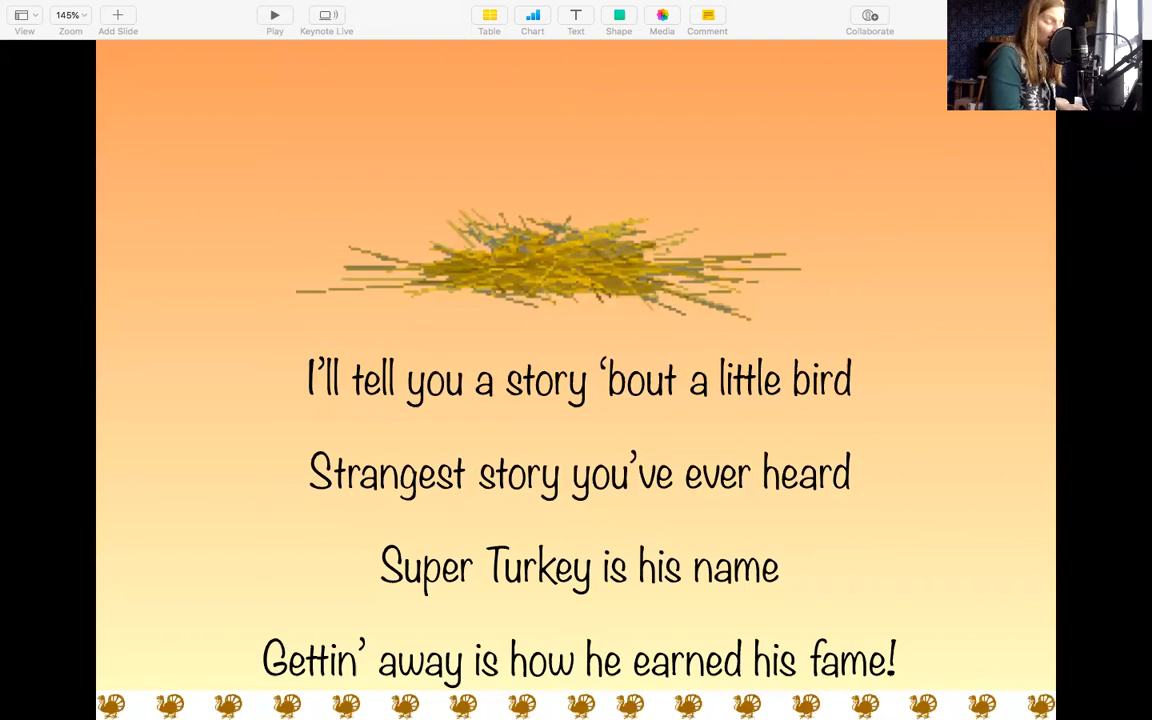 145%
View Zoom Add Slide Play Keynote Live Table Chart Text Shape Media Comment Collaborate
I'll tell you a story ‘bout a little bird
Strangest story you've ever heard
Super Turkey is his name
Gettin' away is how he earned his fame!